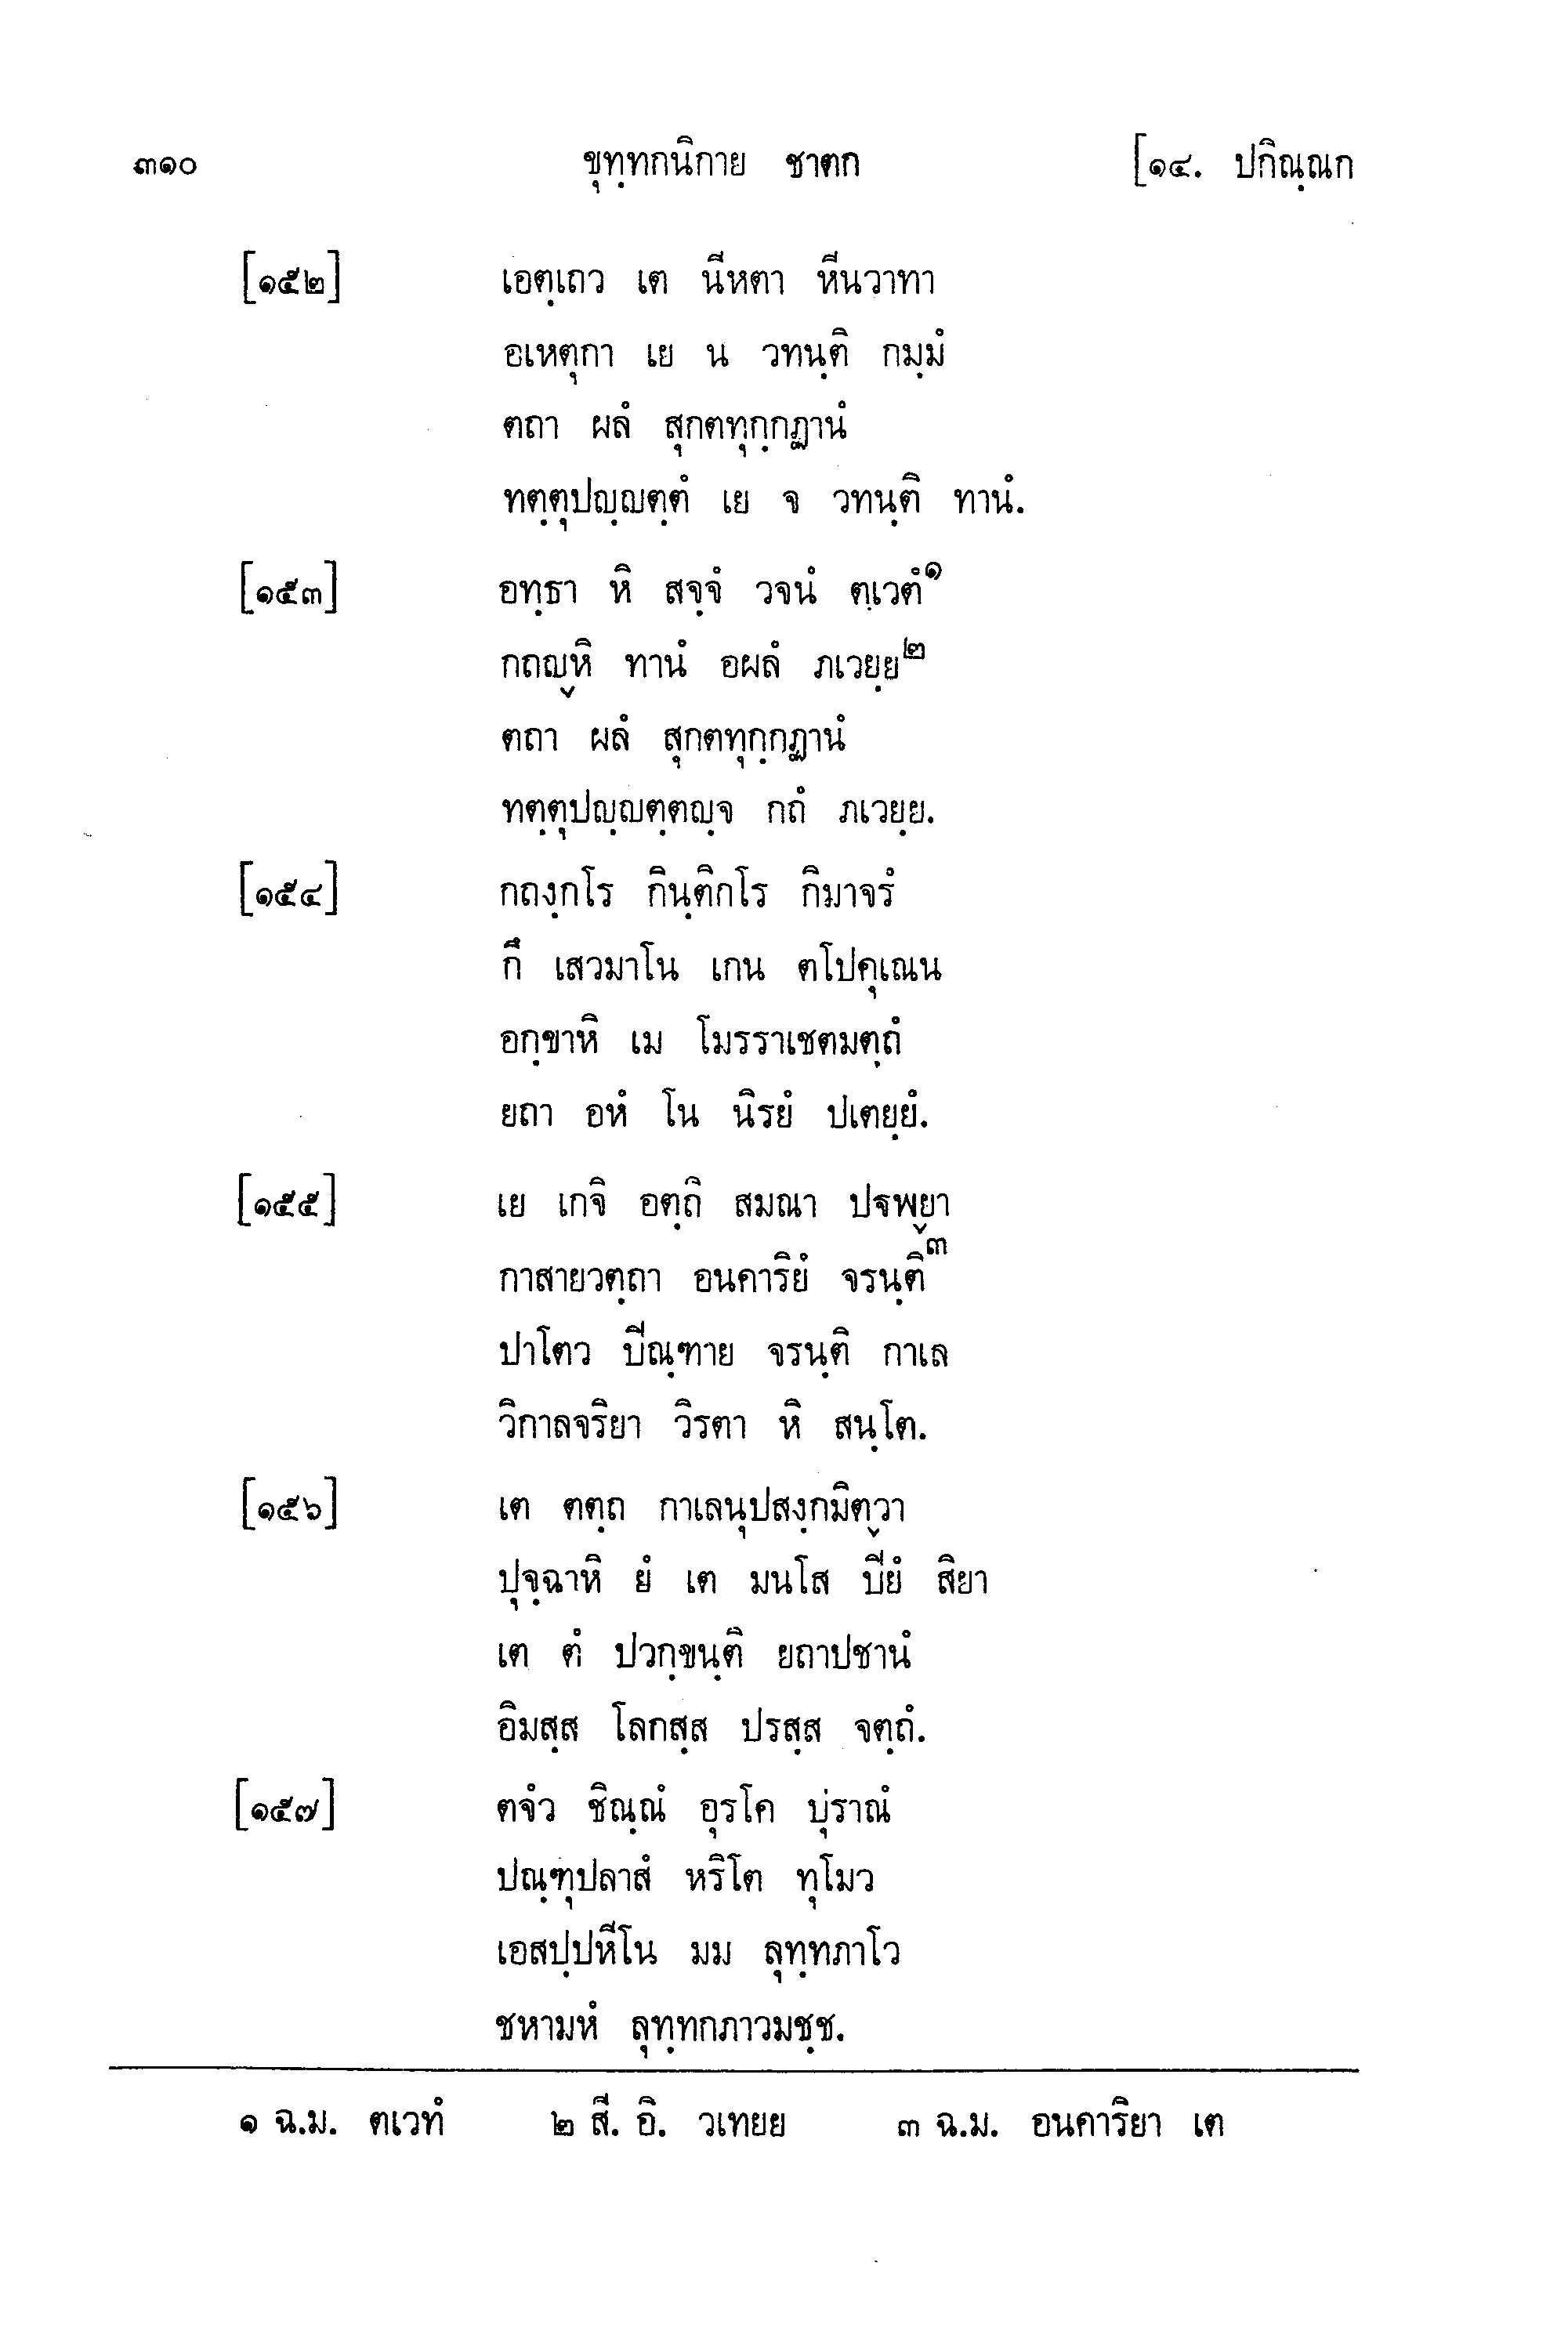 ๓๑๐ ขุทฺทกนิกาย ชาตก [๑๔. ปกิณฺณก
[๑๕๒] เอตฺเถว เต นีหตา หีนวาทา
อเหตุกา เย น วทนฺติ กมฺมํ
ตถา ผลํ สุกตทุกฺกฏานํ
ทตฺตุปญฺญตฺตํ เย จ วทนฺติ ทานํ.
[๑๕๓] อทฺธา หิ สจฺจํ วจนํ ตฺเวตํ๑
กถญฺหิ ทานํ อผลํ ภเวยฺย๒
ตถา ผลํ สุกตทุกฺกฏานํ
ทตฺตุปญฺญตฺตญฺจ กถํ ภเวยฺย.
[๑๕๔] กถงฺกโร กินฺติกโร กิมาจรํ
กึ เสวมาโน เกน ตโปคุเณน
อกฺขาหิ เม โมรราเชตมตฺถํ
ยถา อหํ โน นิรยํ ปเตยฺยํ.
[๑๕๕] เย เกจิ อตฺถิ สมณา ปฐพฺยา
กาสายวตฺถา อนคาริยํ จรนฺติ๓
ปาโตว ปิณฺฑาย จรนฺติ กาเล
วิกาลจริยา วิรตา หิ สนฺโต.
[๑๕๖] เต ตตฺถ กาเลนุปสงฺกมิตฺวา
ปุจฺฉาหิ ยํ เต มนโส ปิยํ สิยา
เต ตํ ปวกฺขนฺติ ยถาปชานํ
อิมสฺส โลกสฺส ปรสฺส จตฺถํ.
[๑๕๗] ตจํว ชิณฺณํ อุรโค ปุราณํ
ปณฺฑุปลาสํ หริโต ทุโมว
เอสปฺปหีโน มม ลุทฺทภาโว
ชหามหํ ลุทฺทกภาวมชฺช.
๑ ฉ.ม. ตเวทํ ๒ สี. อิ. วเทยย ๓ ฉ.ม. อนคาริยา เต